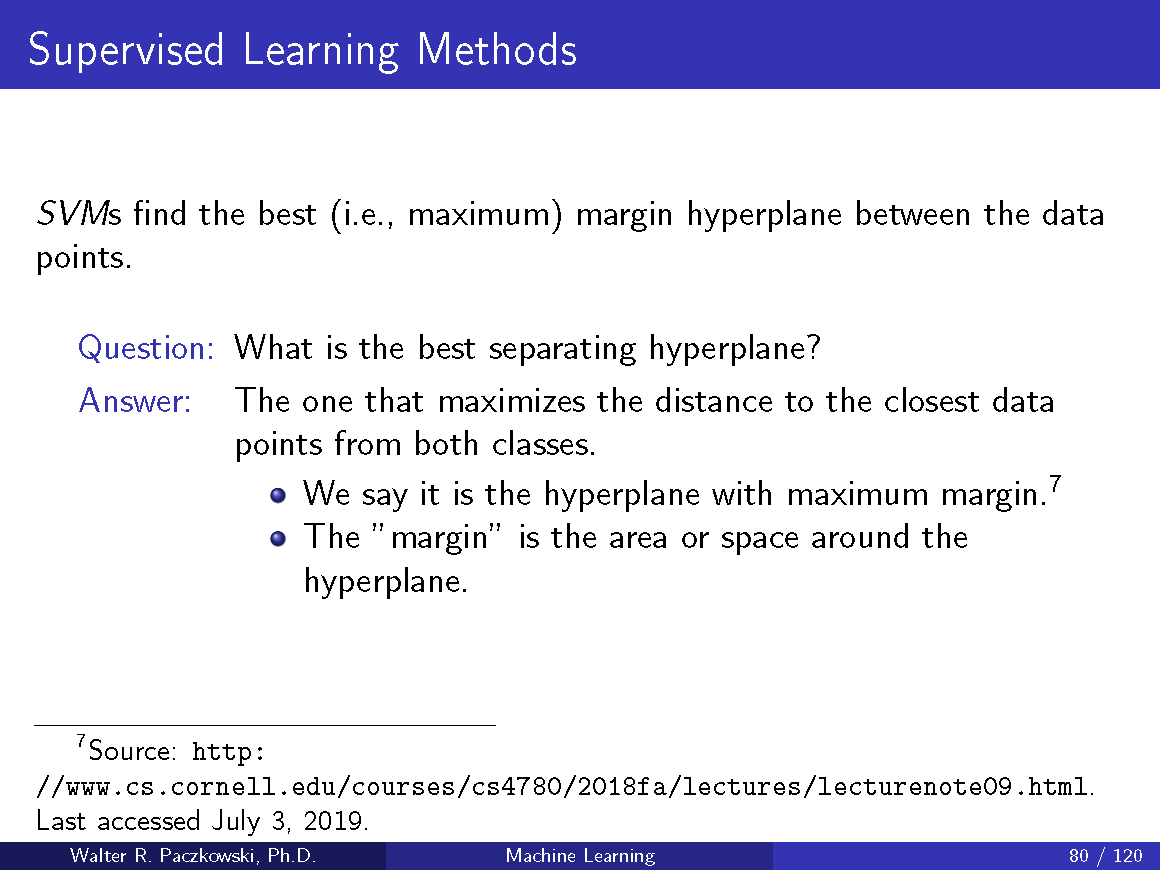 Supervised Learning Methods
SVMs find the best (i.e., maximum) margin hyperplane between the data
points.
Question: What is the best separating hyperplane?
Answer: The one that maximizes the distance to the closest data
points from both classes.
We say it is the hyperplane with maximum margin.7
The ”margin” is the area or space around the
hyperplane.
7Source: http:
//www.cs.cornell.edu/courses/cs4780/2018fa/lectures/lecturenote09.html.
Last accessed July 3, 2019.
Walter R. Paczkowski, Ph.D. Machine Learning 80 / 120